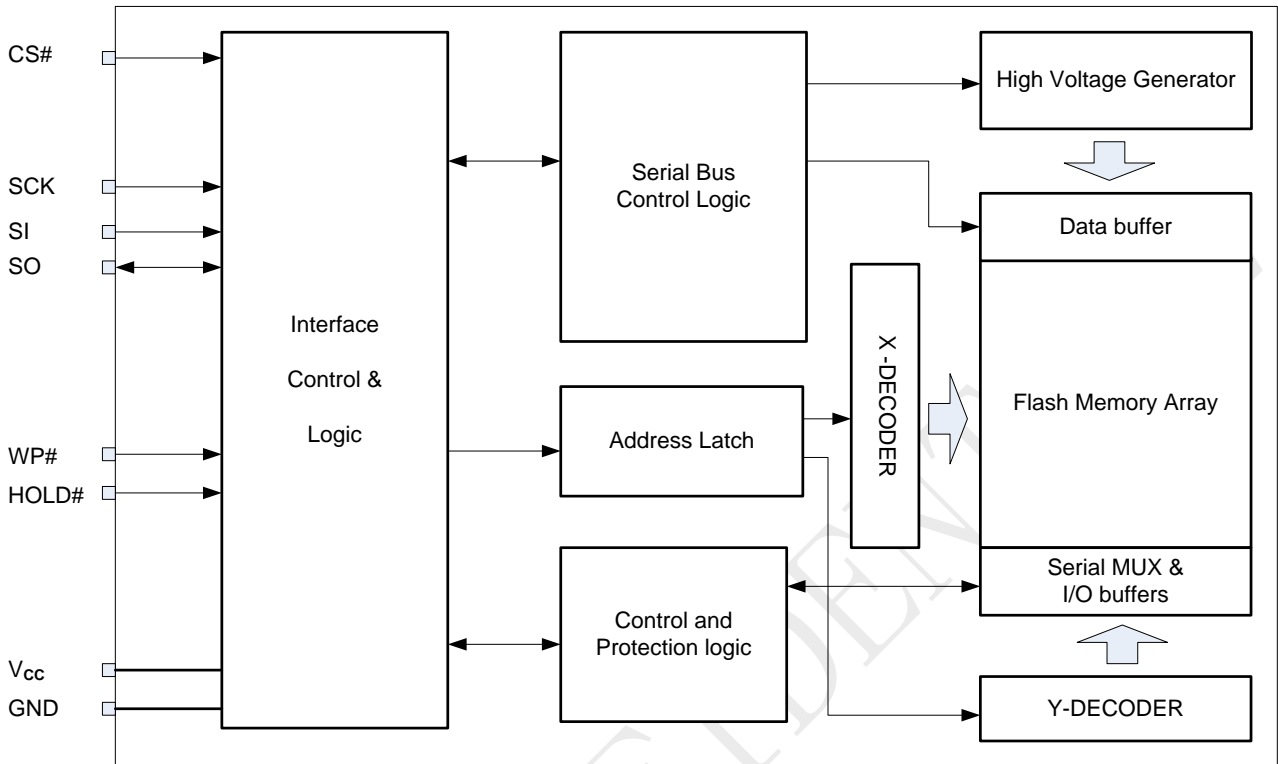 CS#
SCK
SI
SO
WP#
HOLD#
Vcc
GND
Interface
Control &
Logic
Serial Bus
Control Logic
Address Latch
Control and
Protection logic
X -DECODER
High Voltage Generator
Data buffer
Flash Memory Array
Serial MUX &
I/O buffers
Y-DECODER